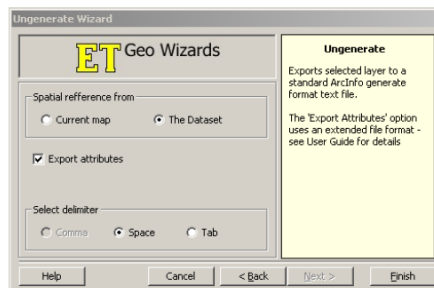 Ungenerate Wizard
ET Geo Wizards
Spatial refference from
Current map
The Dataset
Export attributes
Select delimiter
Comma
Space
Tab
Ungenerate
Exports selected layer to a
standard ArcInfo generate
format text file.
The 'Export Attributes' option
uses an extended file format -
see User Guide for details
Help
Cancel
< Back
Next >
Finish